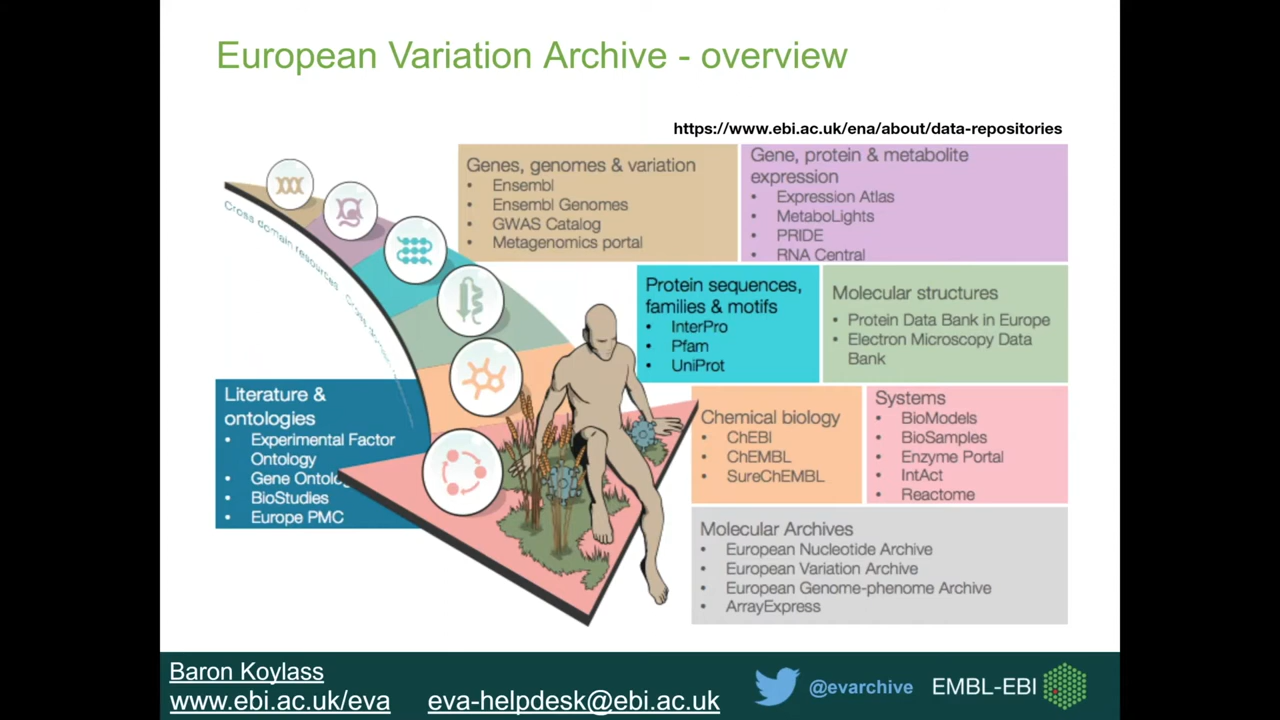 European Variation Archive - overview
https://www.ebi.ac.uk/ena/about/data-repositories
Genes, genomes & variation
• Ensembl
• Ensembl Genomes
• GWAS Catalog
• Metagenomics portal
Gene, protein & metabolite
expression
• Expression Atlas
• MetaboLights
• PRIDE
• RNA Central
Cross domain resources
Protein sequences,
families & motifs
• InterPro
• Pfam
• UniProt
Molecular structures
• Protein Data Bank in Europe
• Electron Microscopy Data
Bank
Literature &
ontologies
• Experimental Factor
Ontology
• Gene Ontolog
• BioStudies
• Europe PMC
Chemical biology
• ChEBI
• ChEMBL
• SureChEMBL
Systems
• BioModels
• BioSamples
• Enzyme Portal
• IntAct
• Reactome
Molecular Archives
• European Nucleotide Archive
• European Variation Archive
• European Genome-phenome Archive
• ArrayExpress
Baron Koylass
www.ebi.ac.uk/eva eva-helpdesk@ebi.ac.uk
@evarchive
EMBL-EBI